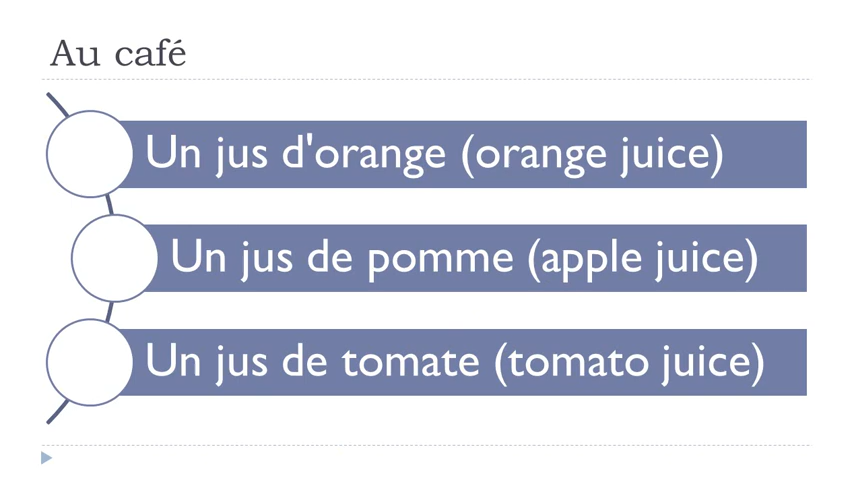 Au café
Un jus d'orange (orange juice)
Un jus de pomme (apple juice)
Un jus de tomate (tomato juice)